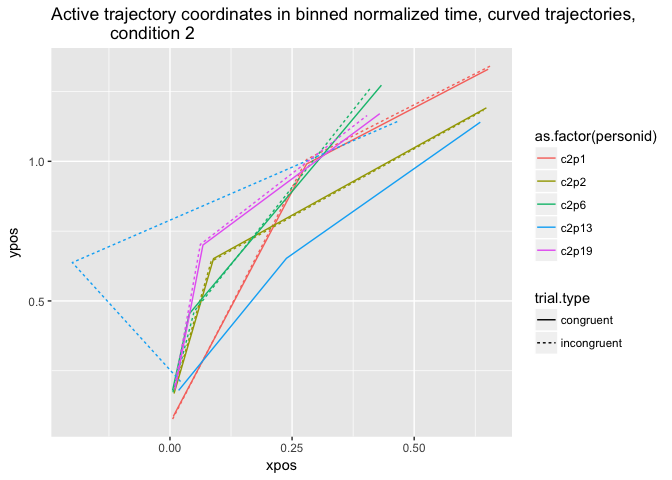 Active trajectory coordinates in binned normalized time, curved trajectories,
condition 2
ypos
1.0
0.5
0.00
0.25
0.50
xpos
as.factor(personid)
c2p1
c2p2
c2p6
c2p13
c2p19
trial.type
congruent
incongruent